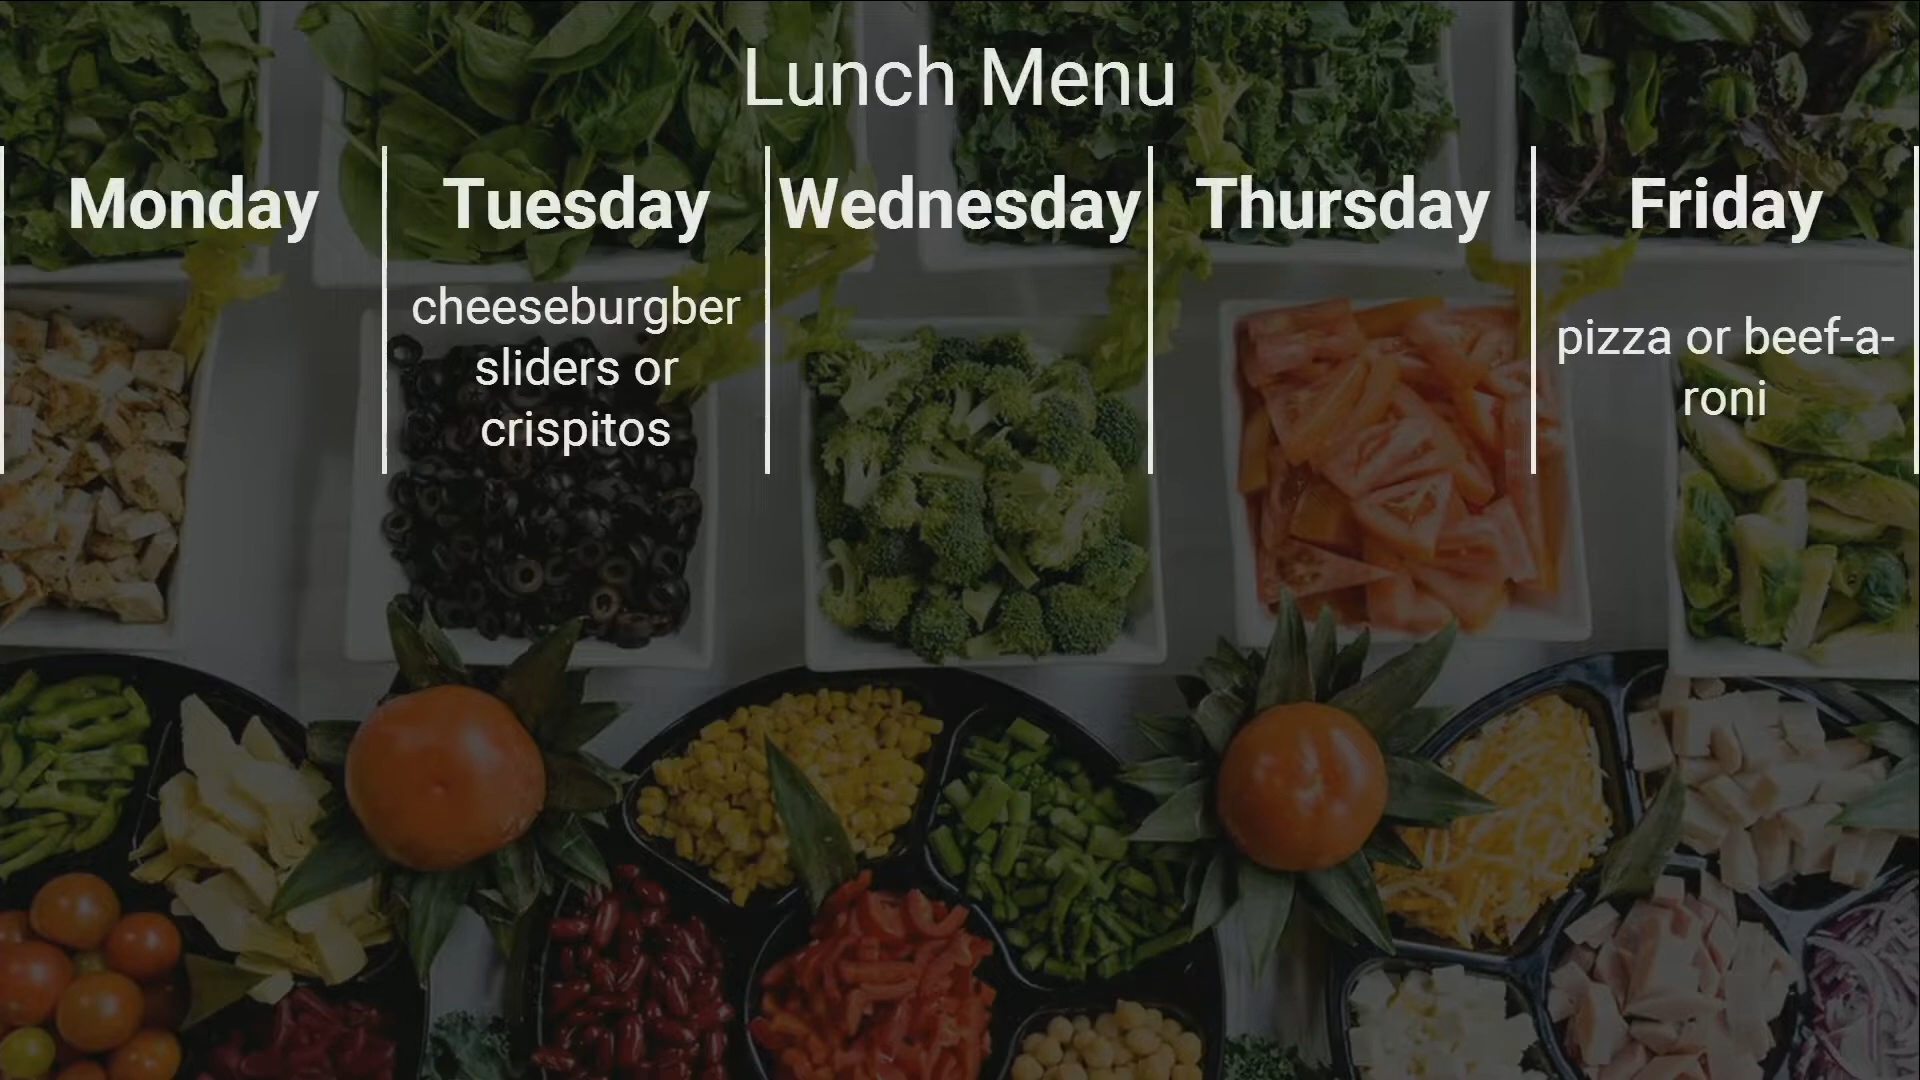 Lunch Menu
Monday
Tuesday
Wednesday
Thursday
Friday
cheeseburgber
sliders or
crispitos
pizza or beef-a-
roni